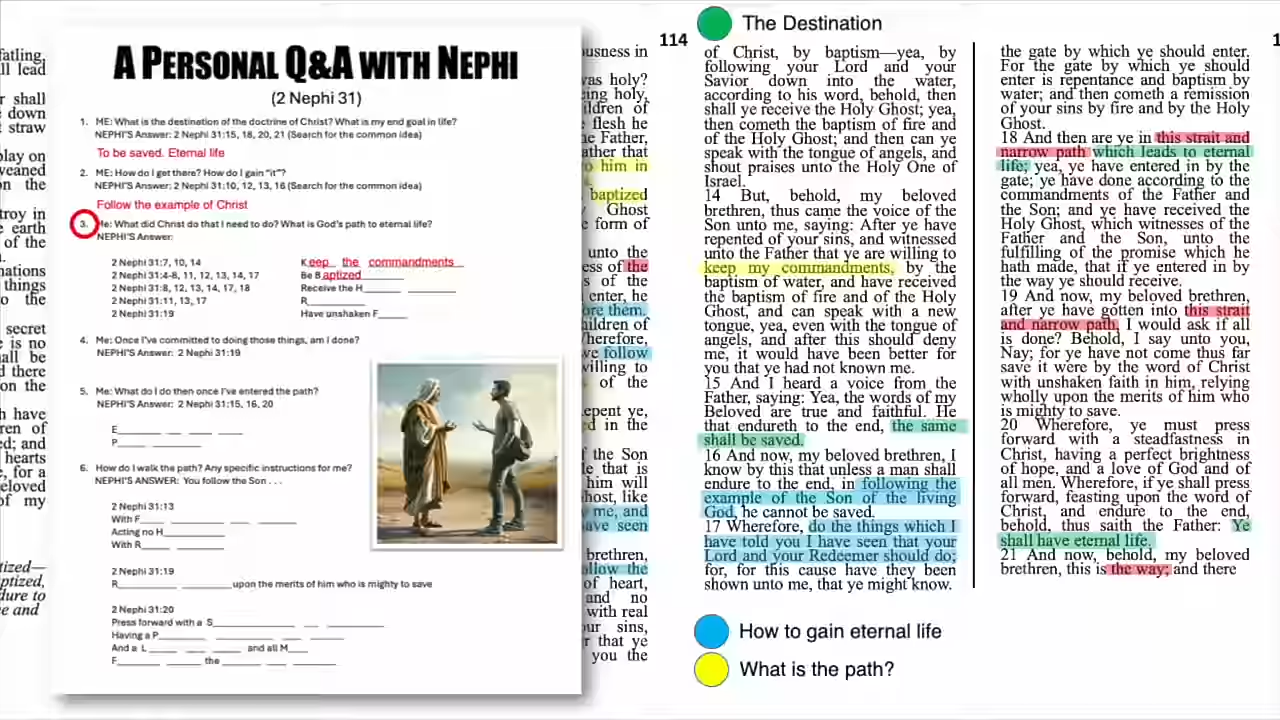 A PERSONAL Q&A WITH NEPHI
(2 Nephi 31)
1. ME: What is the destination of the doctrine of Christ? What is my end goal in life?
NEPHI'S Answer: 2 Nephi 31:15, 18, 20, 21 (Search for the common idea)
To be saved. Eternal life
2. ME: How do I get there? How do I gain "it"?
NEPHI'S Answer: 2 Nephi 31:10, 12, 13, 16 (Search for the common idea)
Follow the example of Christ
3. Me: What did Christ do that I need to do? What is God's path to eternal life?
NEPHI'S Answer:
2 Nephi 31:7, 10, 14 Keep the commandments
2 Nephi 31:4-8, 11, 12, 13, 14, 17 Be Baptized
2 Nephi 31:8, 12, 13, 14, 17, 18 Receive the H______ ______
2 Nephi 31:11, 13, 17 R______
2 Nephi 31:19 Have unshaken F_____
4. Me: Once I've committed to doing those things, am I done?
NEPHI'S Answer: 2 Nephi 31:19
5. Me: What do I do then once I've entered the path?
NEPHI'S Answer: 2 Nephi 31:15, 16, 20
E______ ___ ___ ____
P______ ______
6. How do I walk the path? Any specific instructions for me?
NEPHI'S ANSWER: You follow the Son . . .
2 Nephi 31:13
With F____ ______ ___ ______
Acting no H______ ______
With R____ ______
2 Nephi 31:19
R______ ______ upon the merits of him who is mighty to save
2 Nephi 31:20
Press forward with a S______ ___ ______
Having a P______ ______ ___ ____
And a L____ ___ ____ and all M____
F______ ____ the ____ ___ ______
114
The Destination
of Christ, by baptism—yea, by
following your Lord and your
Savior down into the water,
according to his word, behold, then
shall ye receive the Holy Ghost; yea,
then cometh the baptism of fire and
of the Holy Ghost; and then can ye
speak with the tongue of angels, and
shout praises unto the Holy One of
Israel.
14 But, behold, my beloved
brethren, thus came the voice of the
Son unto me, saying: After ye have
repented of your sins, and witnessed
unto the Father that ye are willing to
keep my commandments, by the
baptism of water, and have received
the baptism of fire and of the Holy
Ghost, and can speak with a new
tongue, yea, even with the tongue of
angels, and after this should deny
me, it would have been better for
you that ye had not known me.
15 And I heard a voice from the
Father, saying: Yea, the words of my
Beloved are true and faithful. He
that endureth to the end, the same
shall be saved.
16 And now, my beloved brethren, I
know by this that unless a man shall
endure to the end, in following the
example of the Son of the living
God, he cannot be saved.
17 Wherefore, do the things which I
have told you I have seen that your
Lord and your Redeemer should do;
for, for this cause have they been
shown unto me, that ye might know.
the gate by which ye should enter.
For the gate by which ye should
enter is repentance and baptism by
water; and then cometh a remission
of your sins by fire and by the Holy
Ghost.
18 And then are ye in this strait and
narrow path which leads to eternal
life; yea, ye have entered in by the
gate; ye have done according to the
commandments of the Father and
the Son; and ye have received the
Holy Ghost, which witnesses of the
Father and the Son, unto the
fulfilling of the promise which he
hath made, that if ye entered in by
the way ye should receive.
19 And now, my beloved brethren,
after ye have gotten into this strait
and narrow path, I would ask if all
is done? Behold, I say unto you,
Nay; for ye have not come thus far
save it were by the word of Christ
with unshaken faith in him, relying
wholly upon the merits of him who
is mighty to save.
20 Wherefore, ye must press
forward with a steadfastness in
Christ, having a perfect brightness
of hope, and a love of God and of
all men. Wherefore, if ye shall press
forward, feasting upon the word of
Christ, and endure to the end,
behold, thus saith the Father: Ye
shall have eternal life.
21 And now, behold, my beloved
brethren, this is the way; and there
How to gain eternal life
What is the path?